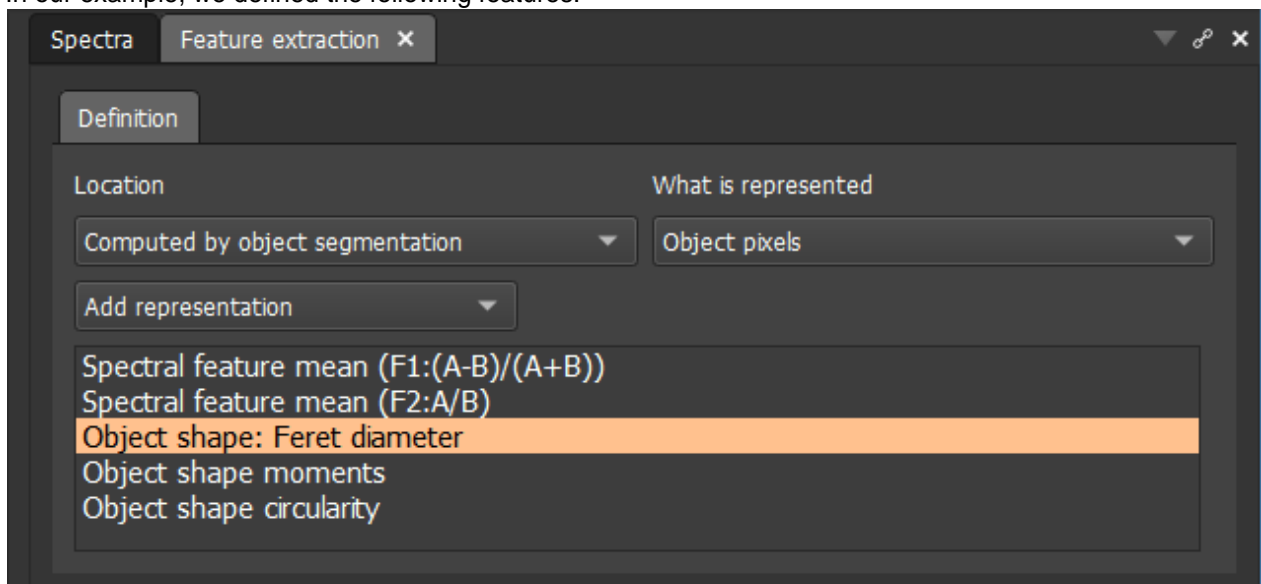 In our example, we defined the following features:
Spectra Feature extraction
Definition
Location What is represented
Computed by object segmentation Object pixels
Add representation
Spectral feature mean (F1:(A-B)/(A+B))
Spectral feature mean (F2:A/B)
Object shape: Feret diameter
Object shape moments
Object shape circularity